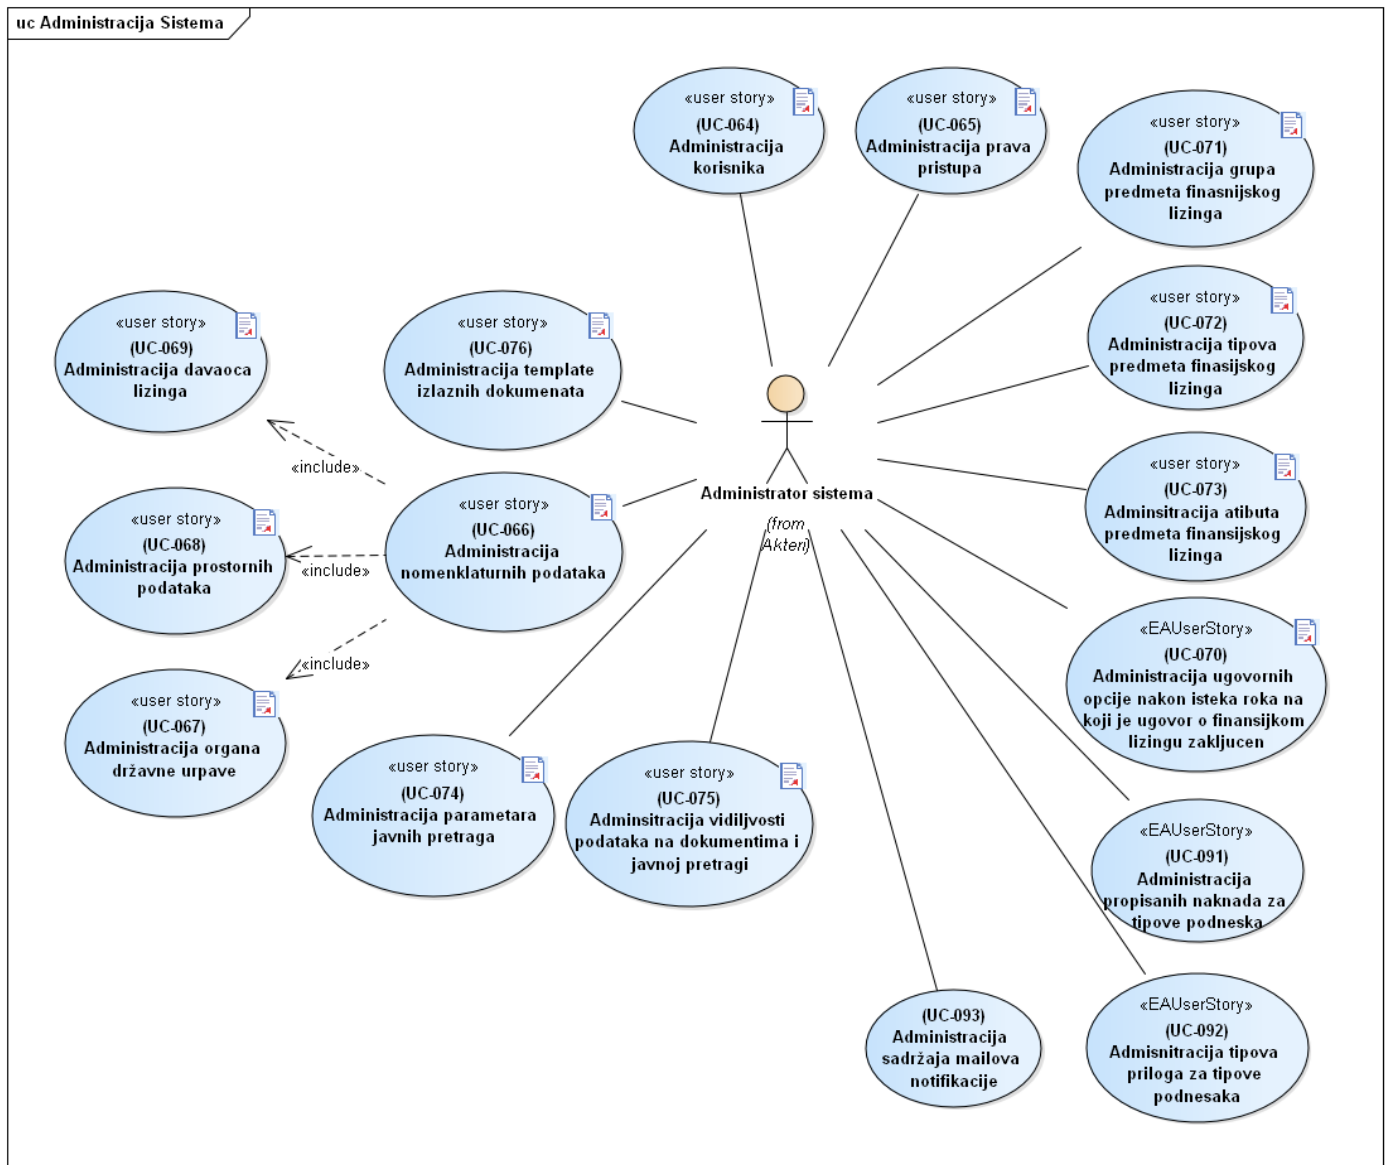 uc Administracija Sistema
«user story»
(UC-064)
Administracija
korisnika
«user story»
(UC-065)
Administracija prava
pristupa
«user story»
(UC-071)
Administracija grupa
predmeta finasnijskog
lizinga
«user story»
(UC-069)
Administracija davaoca
lizinga
«user story»
(UC-076)
Administracija template
izlaznih dokumenata
«user story»
(UC-072)
Administracija tipova
predmeta finasijskog
lizinga
«include»
«user story»
(UC-068)
Administracija prostornih
podataka
«include»
«user story»
(UC-066)
Administracija
nomenklaturnih podataka
Administrator sistema
(from
Akteri)
«user story»
(UC-073)
Adminsitracija atibuta
predmeta finansijskog
lizinga
«include»
«user story»
(UC-067)
Administracija organa
državne urpave
«EAUserStory»
(UC-070)
Administracija ugovornih
opcije nakon isteka roka na
koji je ugovor o finansijkom
lizingu zakljucen
«user story»
(UC-074)
Administracija parametara
javnih pretraga
«user story»
(UC-075)
Adminsitracija vidiljvosti
podataka na dokumentima i
javnoj pretragi
«EAUserStory»
(UC-091)
Administracija
propisanih naknada za
tipove podneska
(UC-093)
Administracija
sadržaja mailova
notifikacije
«EAUserStory»
(UC-092)
Admisnitracija tipova
priloga za tipove
podnesaka